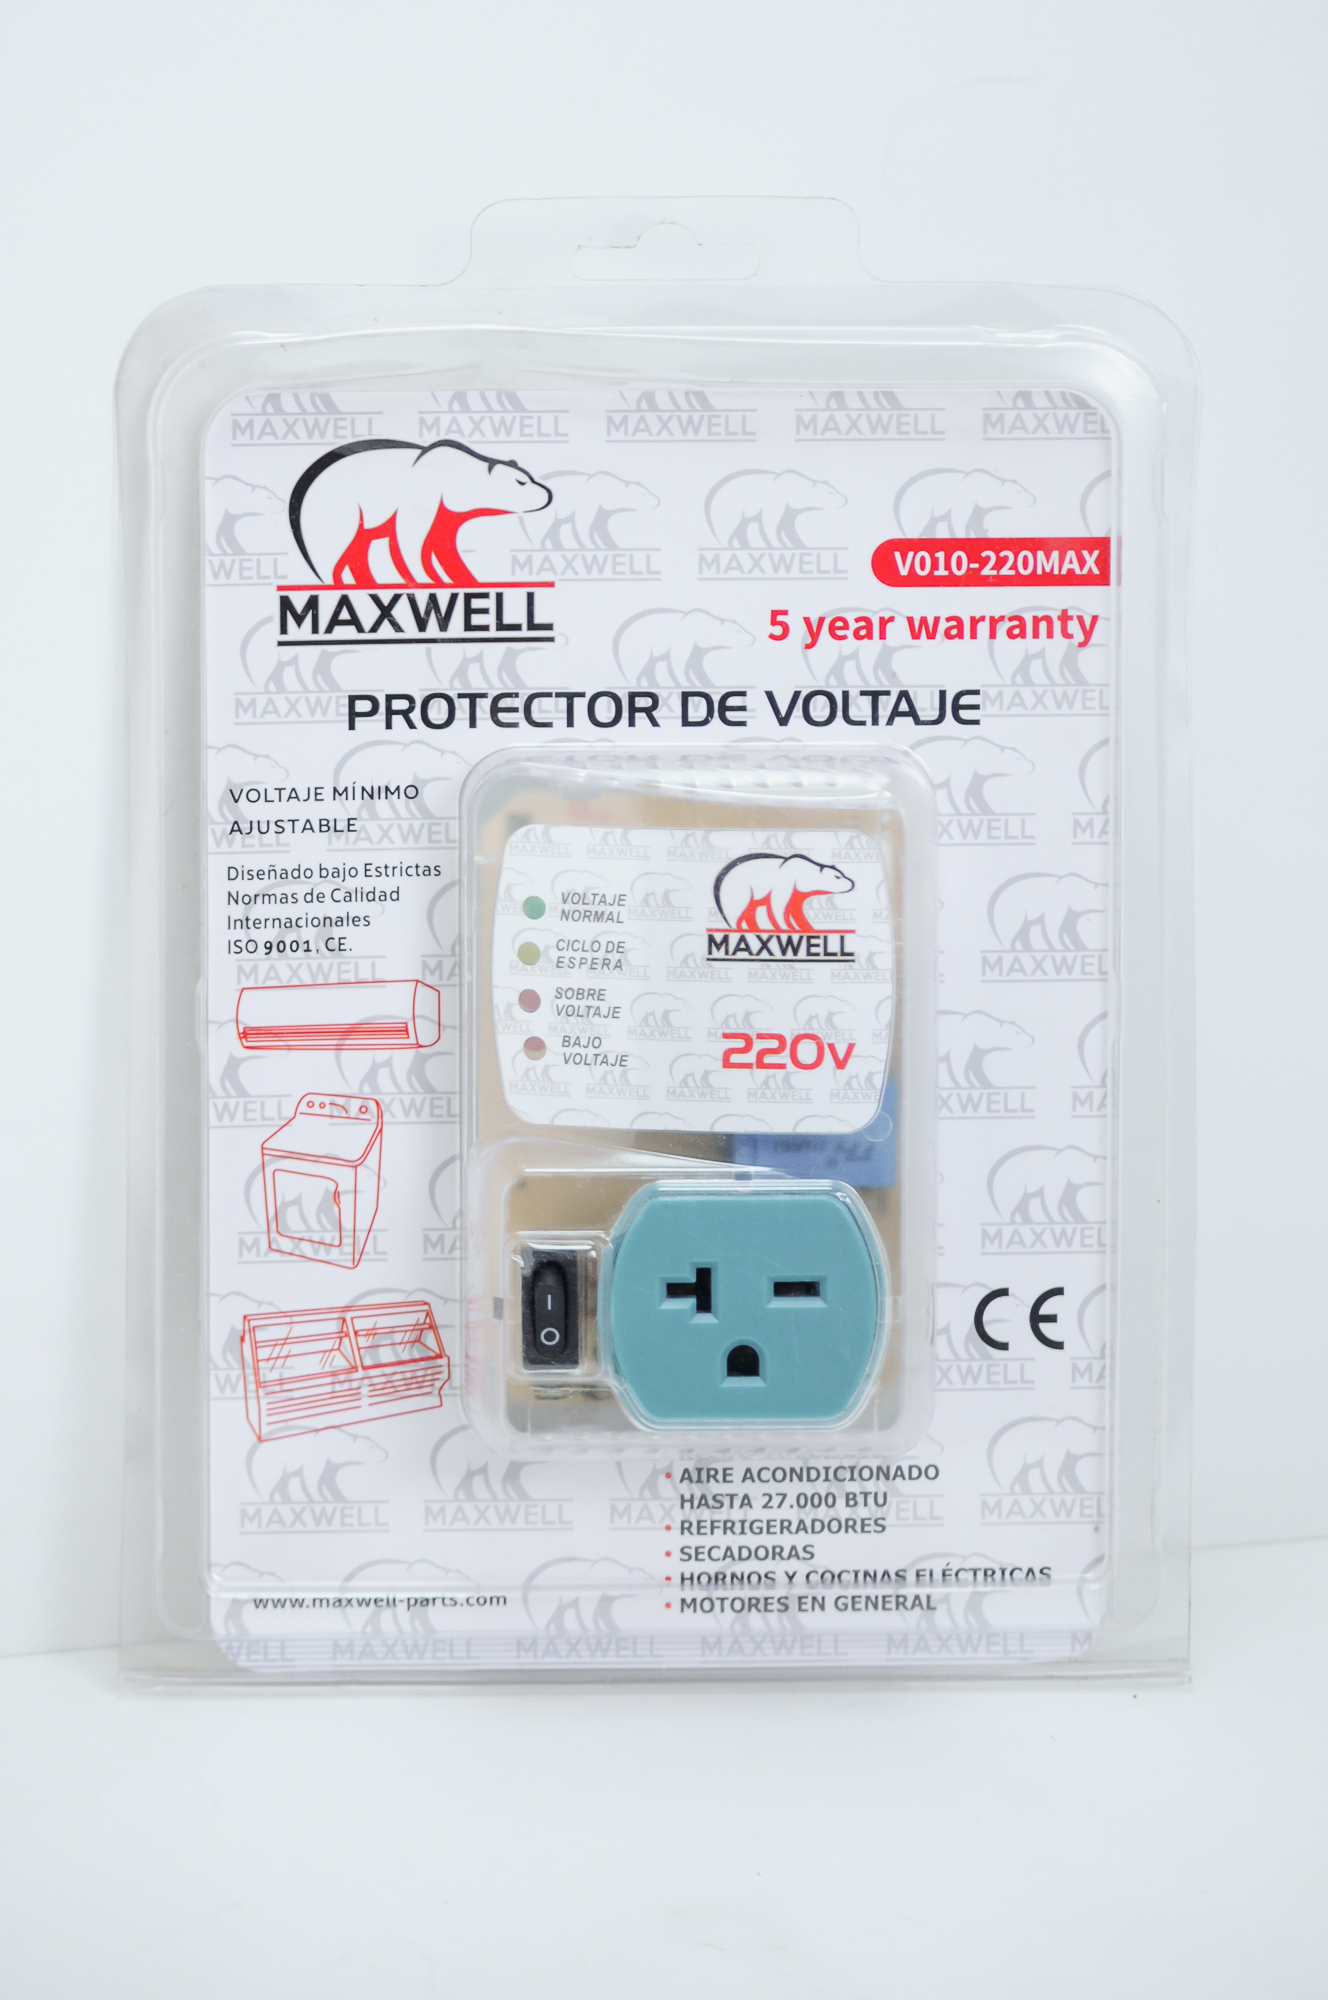 MAXWELL
V010-220MAX
5 year warranty
PROTECTOR DE VOLTAJE
VOLTAJE MÍNIMO
AJUSTABLE
Diseñado bajo Estrictas
Normas de Calidad
Internacionales
ISO 9001, CE.
VOLTAJE
NORMAL
CICLO DE
ESPERA
SOBRE
VOLTAJE
BAJO
VOLTAJE
MAXWELL
220V
CE
• AIRE ACONDICIONADO
HASTA 27.000 BTU
• REFRIGERADORES
• SECADORAS
• HORNOS Y COCINAS ELÉCTRICAS
• MOTORES EN GENERAL
www.maxwell-parts.com